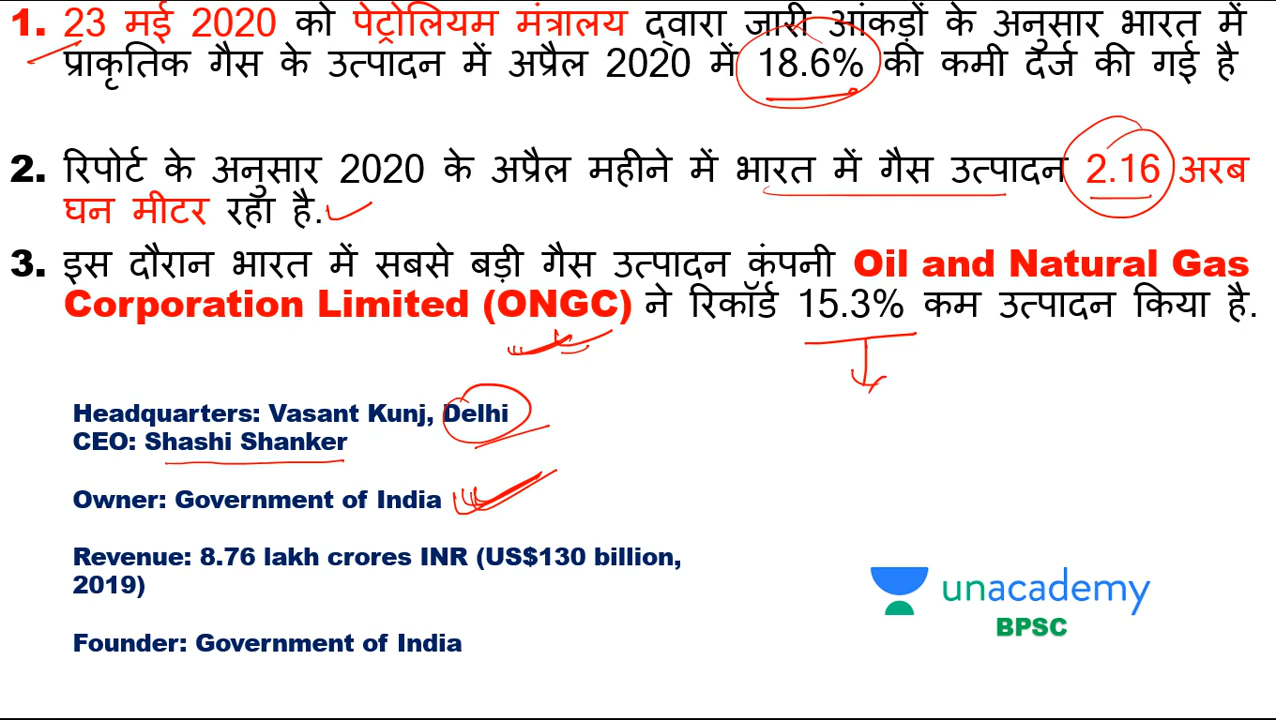 1. 23 मई 2020 को पेट्रोलियम मंत्रालय द्वारा जारी आंकड़ों के अनुसार भारत में
प्राकृतिक गैस के उत्पादन में अप्रैल 2020 में 18.6% की कमी दर्ज की गई है
2. रिपोर्ट के अनुसार 2020 के अप्रैल महीने में भारत में गैस उत्पादन 2.16 अरब
घन मीटर रहा है.
3. इस दौरान भारत में सबसे बड़ी गैस उत्पादन कंपनी Oil and Natural Gas
Corporation Limited (ONGC) ने रिकॉर्ड 15.3% कम उत्पादन किया है.
Headquarters: Vasant Kunj, Delhi
CEO: Shashi Shanker
Owner: Government of India
Revenue: 8.76 lakh crores INR (US$130 billion,
2019)
Founder: Government of India
unacademy
BPSC